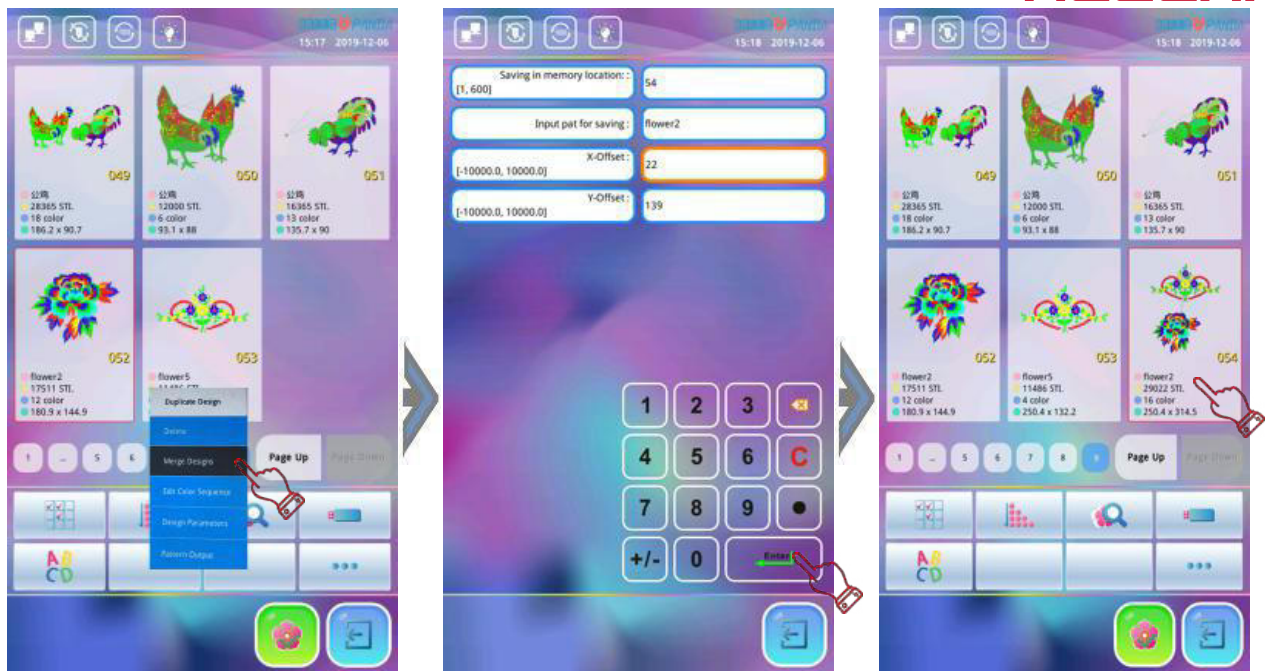 15:17 2019-12-06
049
公鸡
28365 STI.
18 color
186.2 x 90.7
050
公鸡
12000 STI.
6 color
93.1 x 88
051
公鸡
16365 STI.
13 color
135.7 x 90
052
flower2
17511 STI.
12 color
180.9 x 144.9
053
flower5
11486 STI.
Duplicate Design
Delete
Merge Designs
Edit Color Sequence
Design Parameters
Pattern Output
1 ... 5 6
Page Up
Page Down
A B
C D
15:18 2019-12-06
Saving in memory location: :
[1, 600]
54
Input pat for saving :
flower2
X-Offset :
[-10000.0, 10000.0]
22
Y-Offset :
[-10000.0, 10000.0]
139
1 2 3
4 5 6 C
7 8 9 •
+/- 0 Enter
15:18 2019-12-06
049
公鸡
28365 STI.
18 color
186.2 x 90.7
050
公鸡
12000 STI.
6 color
93.1 x 88
051
公鸡
16365 STI.
13 color
135.7 x 90
052
flower2
17511 STI.
12 color
180.9 x 144.9
053
flower5
11486 STI.
4 color
250.4 x 132.2
054
flower2
29022 STI.
16 color
250.4 x 314.5
1 ... 5 6 7 8 9
Page Up
Page Down
A B
C D